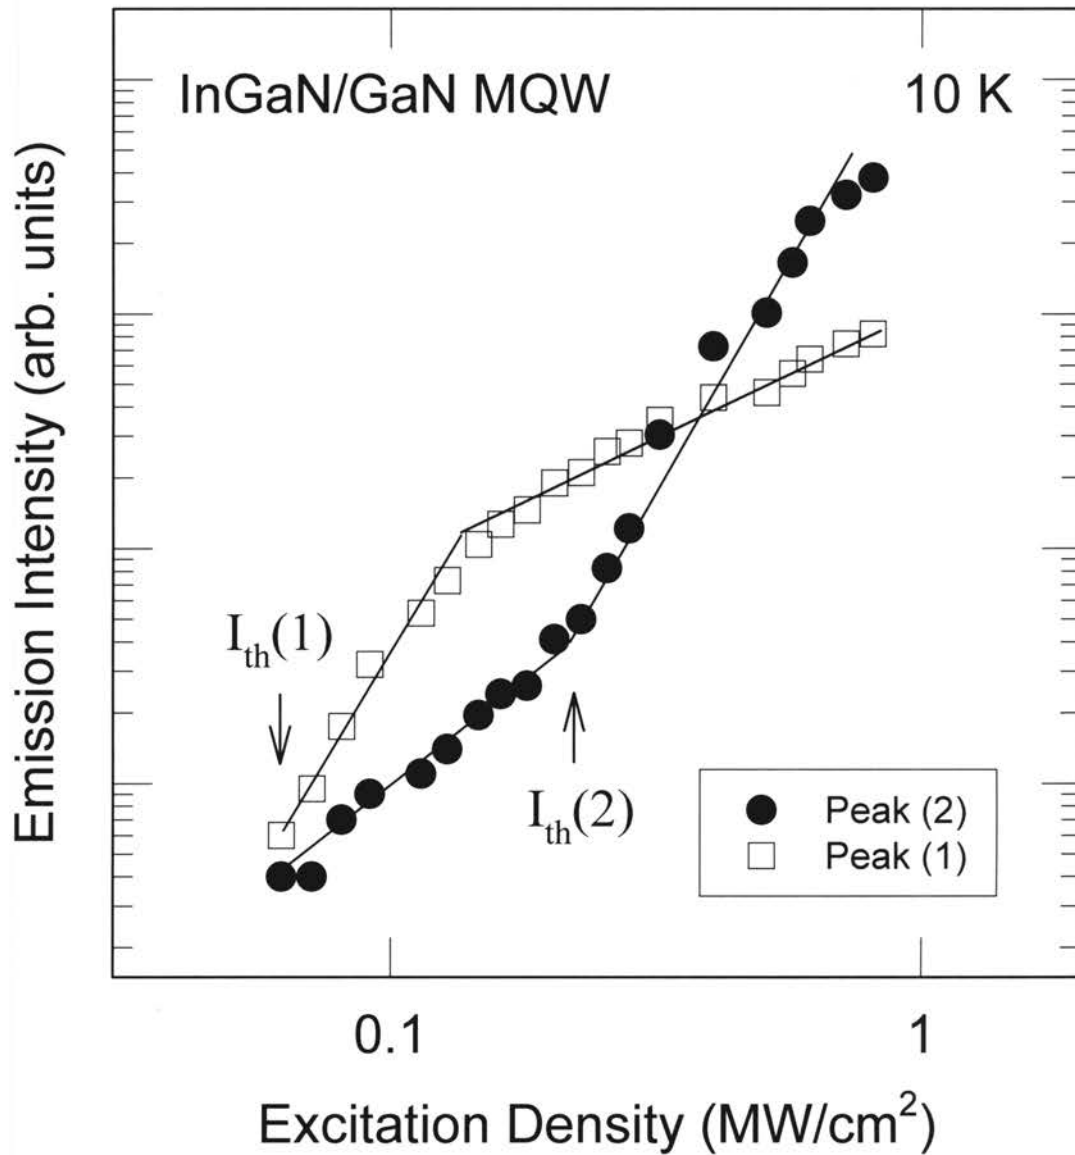 InGaN/GaN MQW 10 K
Emission Intensity (arb. units)
I_th(1)
I_th(2)
Peak (2)
Peak (1)
0.1 1
Excitation Density (MW/cm²)